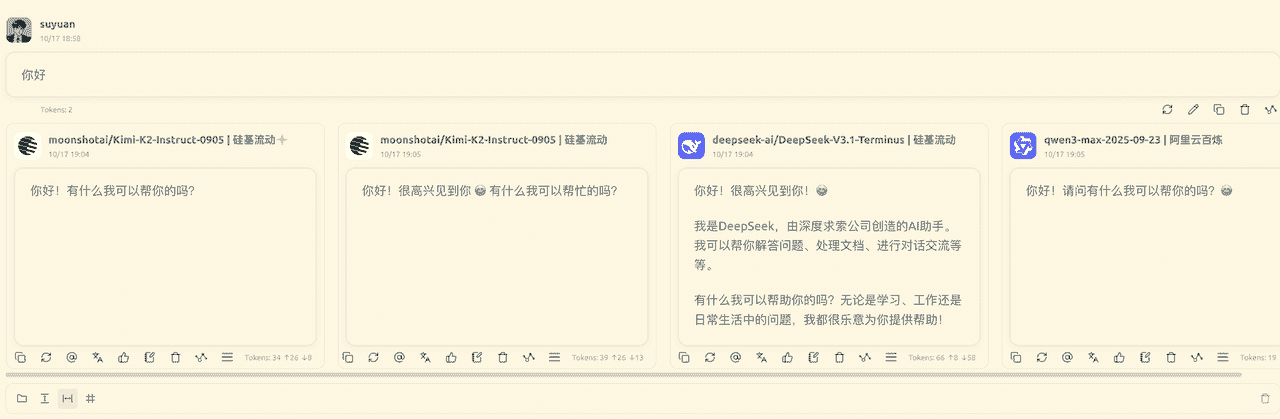 suyuan
10/17 18:58
你好
Tokens: 2
moonshotai/Kimi-K2-Instruct-0905 | 硅基流动
10/17 19:04
你好！有什么我可以帮你的吗？
Tokens: 34 ↑26 ↓8
moonshotai/Kimi-K2-Instruct-0905 | 硅基流动
10/17 19:05
你好！很高兴见到你 😊 有什么我可以帮忙的吗？
Tokens: 39 ↑26 ↓13
deepseek-ai/DeepSeek-V3.1-Terminus | 硅基流动
10/17 19:04
你好！很高兴见到你！😊
我是DeepSeek，由深度求索公司创造的AI助手。
我可以帮你解答问题、处理文档、进行对话交流等
等。
有什么我可以帮助你的吗？无论是学习、工作还是
日常生活中的问题，我都很乐意为你提供帮助！
Tokens: 66 ↑8 ↓58
qwen3-max-2025-09-23 | 阿里云百炼
10/17 19:05
你好！请问有什么我可以帮你的吗？😊
Tokens: 19